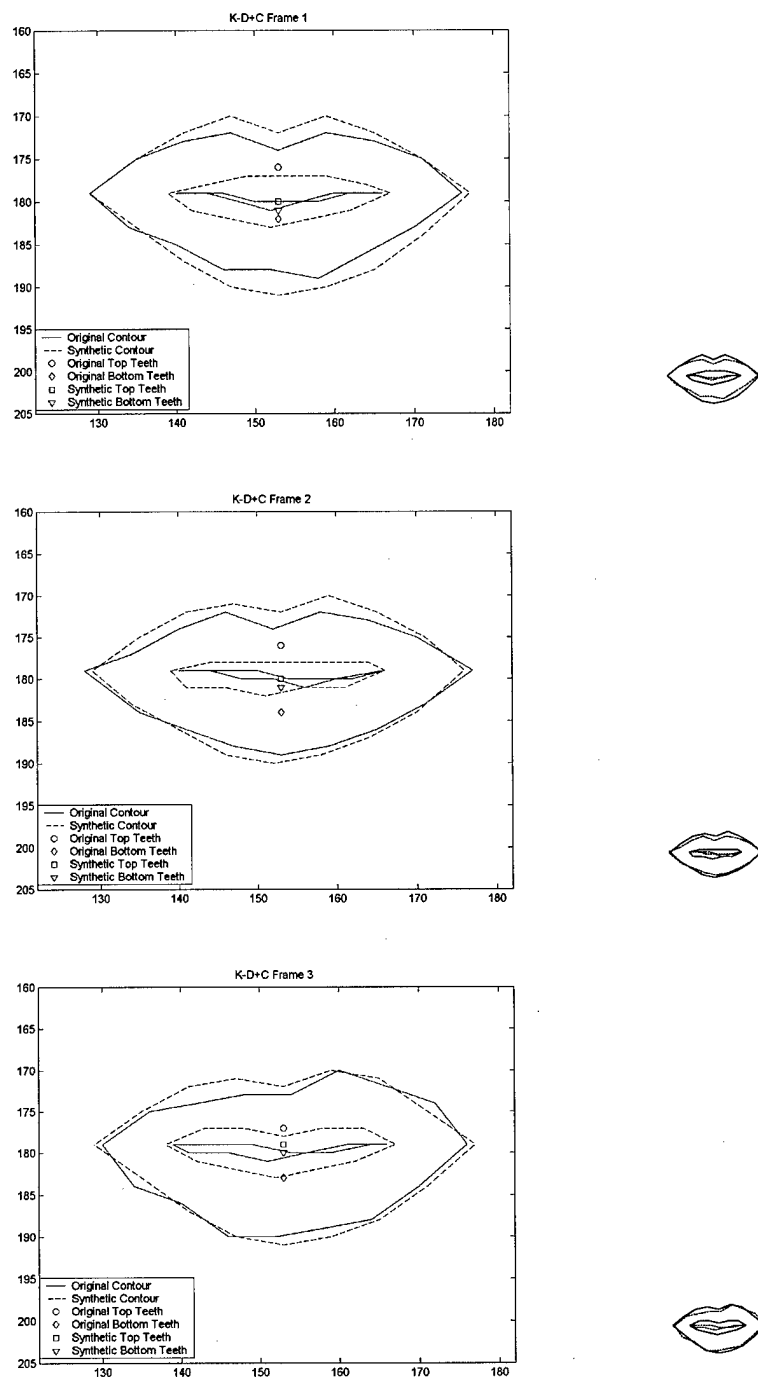 K-D+C Frame 1
160
165
170
175
180
185
190
195
200
205
Original Contour
Synthetic Contour
Original Top Teeth
Original Bottom Teeth
Synthetic Top Teeth
Synthetic Bottom Teeth
130 140 150 160 170 180
K-D+C Frame 2
160
165
170
175
180
185
190
195
200
205
Original Contour
Synthetic Contour
Original Top Teeth
Original Bottom Teeth
Synthetic Top Teeth
Synthetic Bottom Teeth
130 140 150 160 170 180
K-D+C Frame 3
160
165
170
175
180
185
190
195
200
205
Original Contour
Synthetic Contour
Original Top Teeth
Original Bottom Teeth
Synthetic Top Teeth
Synthetic Bottom Teeth
130 140 150 160 170 180